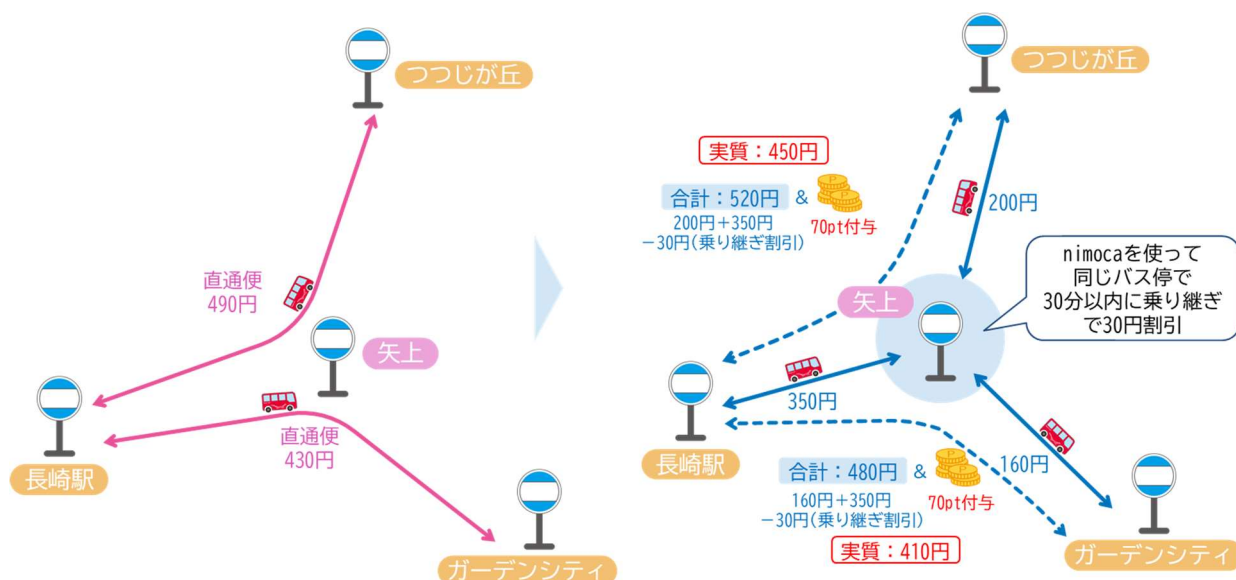 つつじが丘
直通便
490円
矢上
直通便
430円
長崎駅
ガーデンシティ
つつじが丘
実質：450円
合計：520円 &
200円＋350円
－30円(乗り継ぎ割引)
70pt付与
200円
nimocaを使って
同じバス停で
30分以内に乗り継ぎ
で30円割引
矢上
350円
長崎駅
160円
合計：480円 &
160円＋350円
－30円(乗り継ぎ割引)
70pt付与
実質：410円
ガーデンシティ